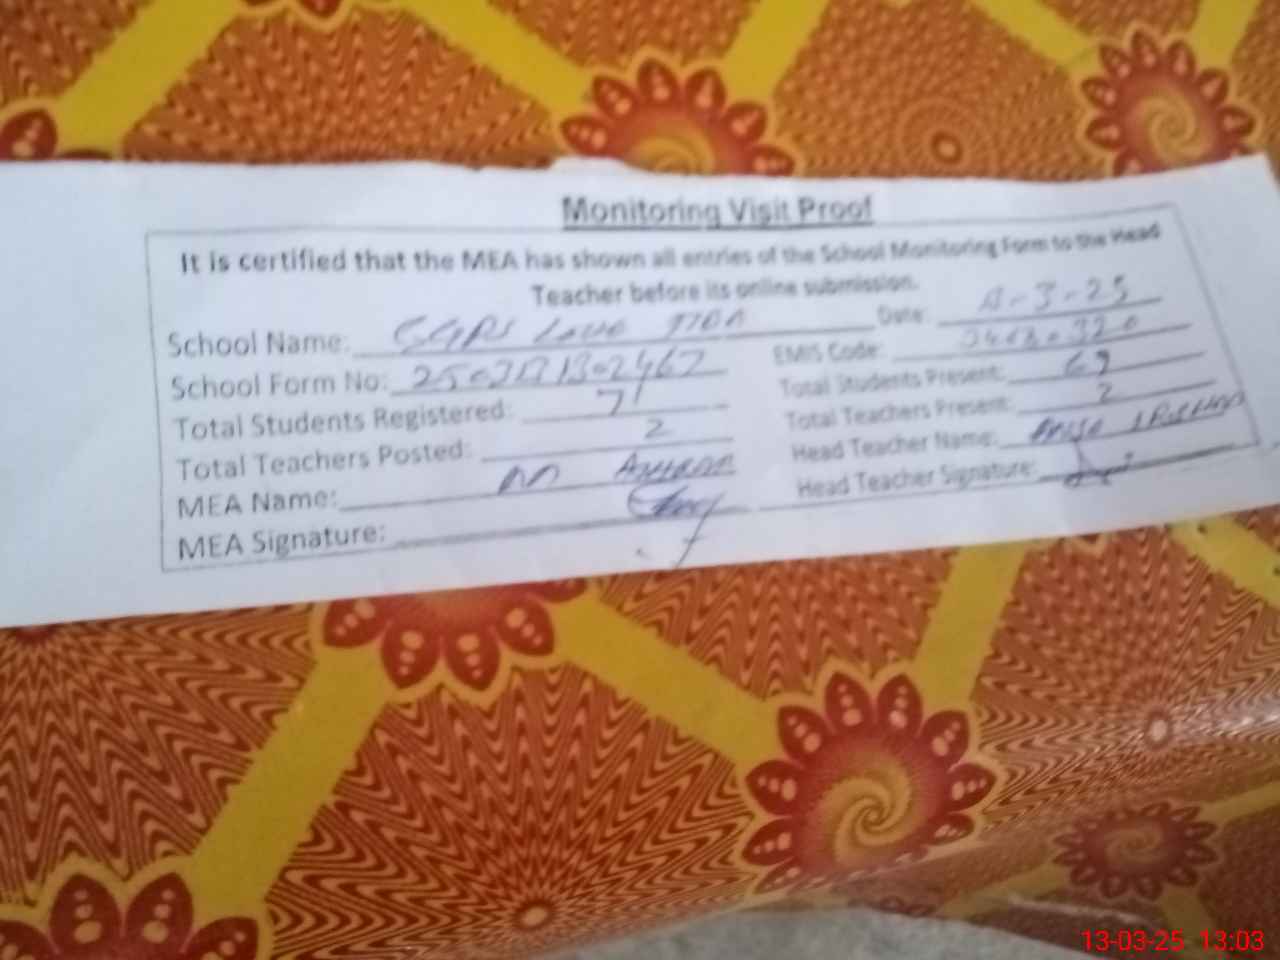 Monitoring Visit Proof
It is certified that the MEA has shown all entries of the School Monitoring Form to the Head
Teacher before its online submission.
School Name: Date: -3-25
School Form No: EMIS Code:
Total Students Registered: 71 Total Students Present: 69
Total Teachers Posted: 2 Total Teachers Present: 2
MEA Name: Head Teacher Name:
MEA Signature: Head Teacher Signature:
13-03-25 13:03